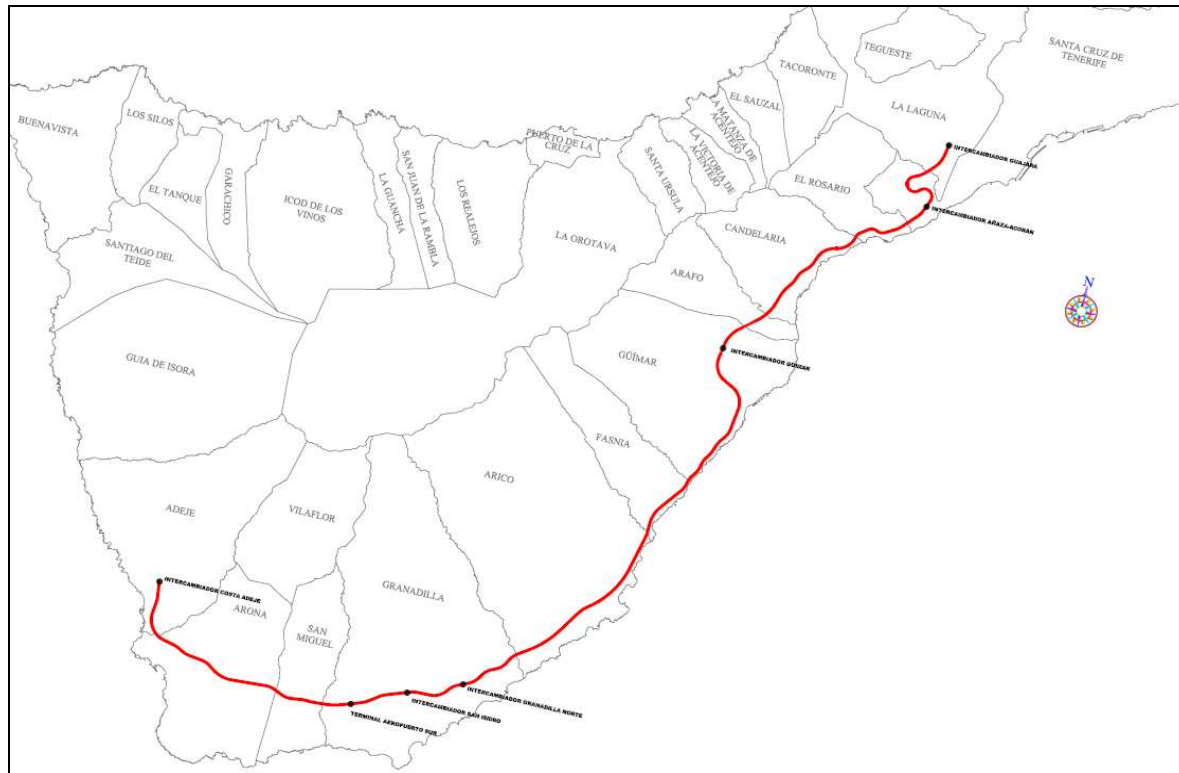 SANTA CRUZ DE
TENERIFE
TEGUESTE
TACORONTE
LA LAGUNA
EL SAUZAL
LA MATANZA DE
ACENTEJO
LA VICTORIA DE
ACENTEJO
SANTA URSULA
PUERTO DE LA
CRUZ
BUENAVISTA
LOS SILOS
EL TANQUE
GARACHICO
ICOD DE LOS
VINOS
LA GUANCHA
SAN JUAN DE LA RAMBLA
LOS REALEJOS
LA OROTAVA
EL ROSARIO
INTERCAMBIADOR GUAJARA
INTERCAMBIADOR AÑAZA-ACORÁN
CANDELARIA
SANTIAGO DEL
TEIDE
ARAFO
N
GUIA DE ISORA
GÜÍMAR
INTERCAMBIADOR GÜIMAR
FASNIA
ARICO
ADEJE
VILAFLOR
INTERCAMBIADOR COSTA ADEJE
GRANADILLA
ARONA
SAN
MIGUEL
INTERCAMBIADOR GRANADILLA NORTE
INTERCAMBIADOR SAN ISIDRO
TERMINAL AEROPUERTO SUR